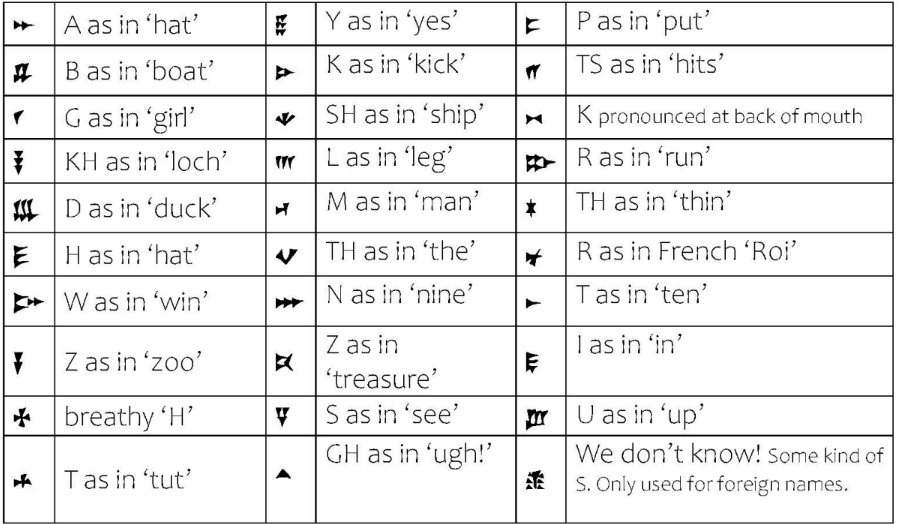 𐎀 A as in ‘hat’ 𐎊 Y as in ‘yes’ 𐎔 P as in ‘put’
𐎁 B as in ‘boat’ 𐎋 K as in ‘kick’ 𐎕 TS as in ‘hits’
𐎂 G as in ‘girl’ 𐎌 SH as in ‘ship’ 𐎖 K pronounced at back of mouth
𐎃 KH as in ‘loch’ 𐎍 L as in ‘leg’ 𐎗 R as in ‘run’
𐎄 D as in ‘duck’ 𐎎 M as in ‘man’ 𐎘 TH as in ‘thin’
𐎅 H as in ‘hat’ 𐎏 TH as in ‘the’ 𐎙 R as in French ‘Roi’
𐎆 W as in ‘win’ 𐎐 N as in ‘nine’ 𐎚 T as in ‘ten’
𐎇 Z as in ‘zoo’ 𐎑 Z as in
‘treasure’ 𐎛 I as in ‘in’
𐎈 breathy ‘H’ 𐎒 S as in ‘see’ 𐎜 U as in ‘up’
𐎉 T as in ‘tut’ 𐎓 GH as in ‘ugh!’ 𐎝 We don’t know! Some kind of
S. Only used for foreign names.